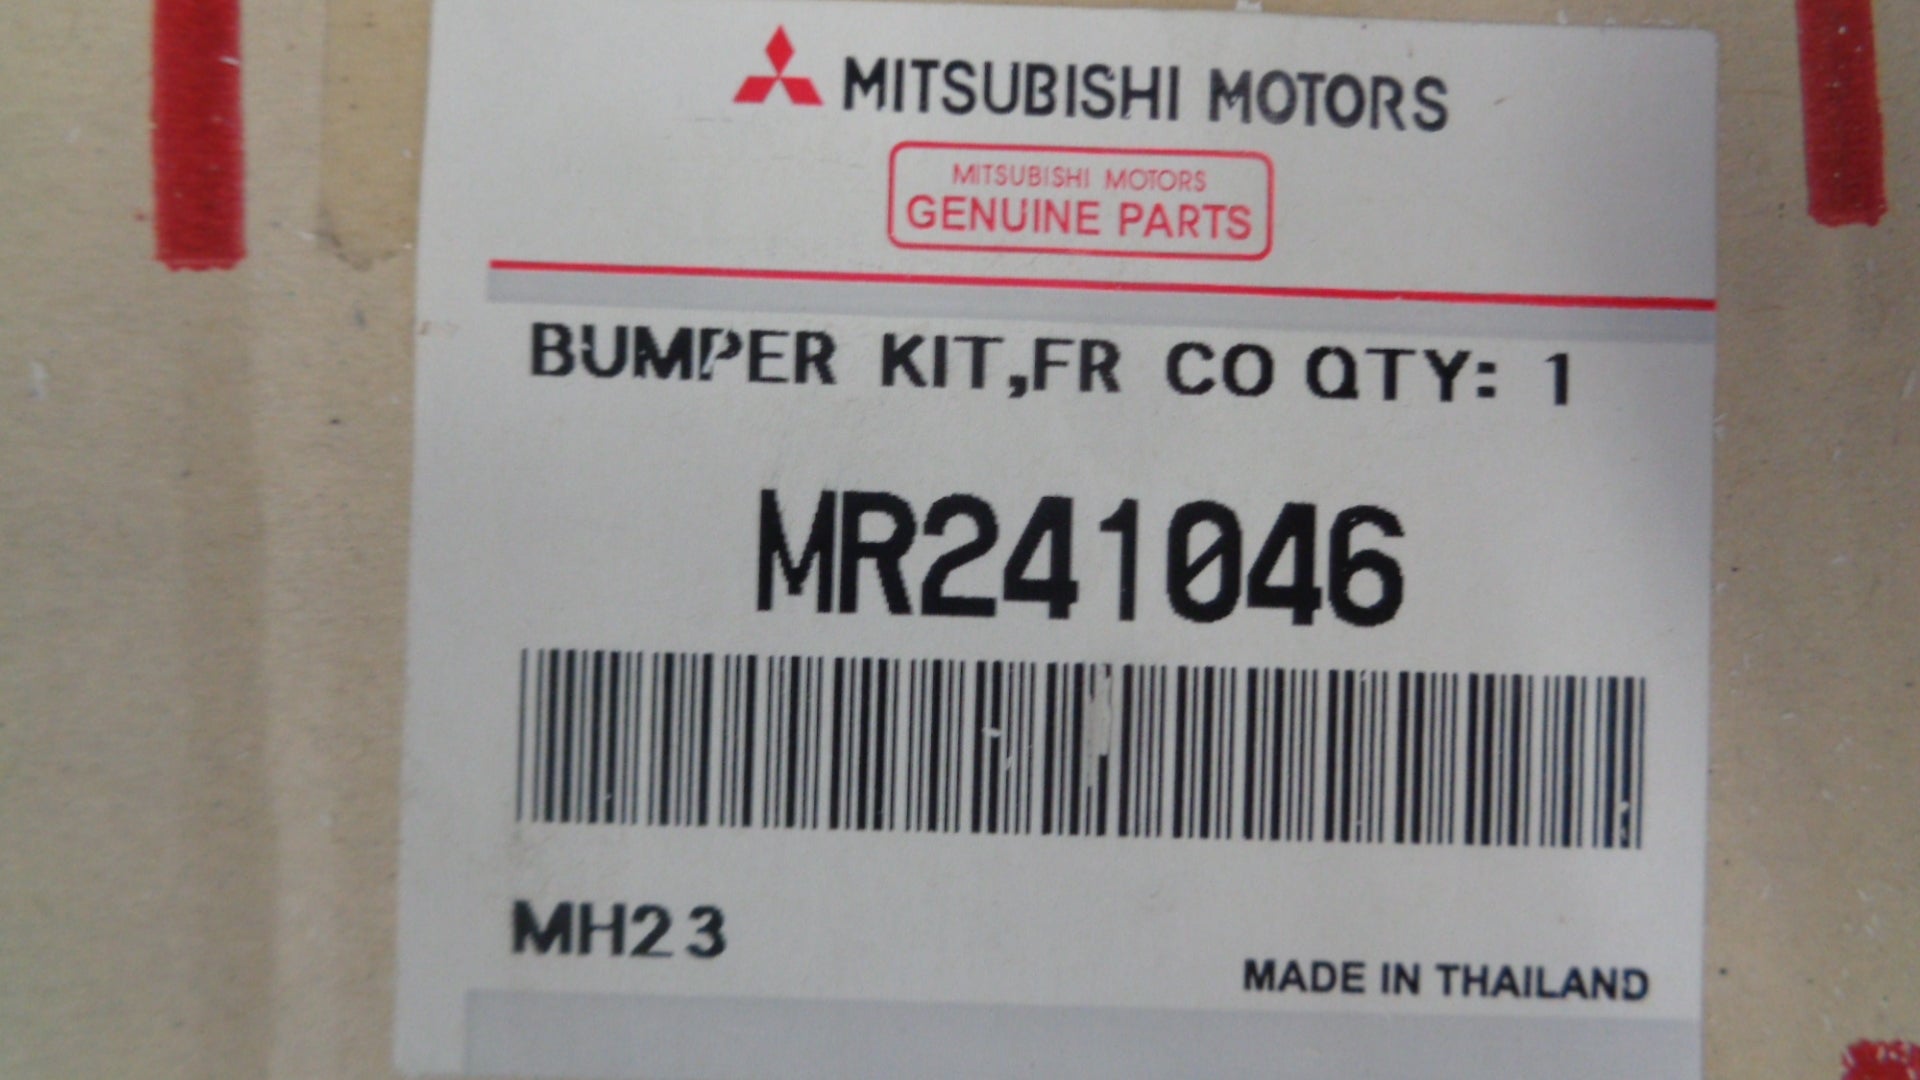 MITSUBISHI MOTORS
MITSUBISHI MOTORS
GENUINE PARTS
BUMPER KIT,FR CO QTY: 1
MR241046
MH23
MADE IN THAILAND